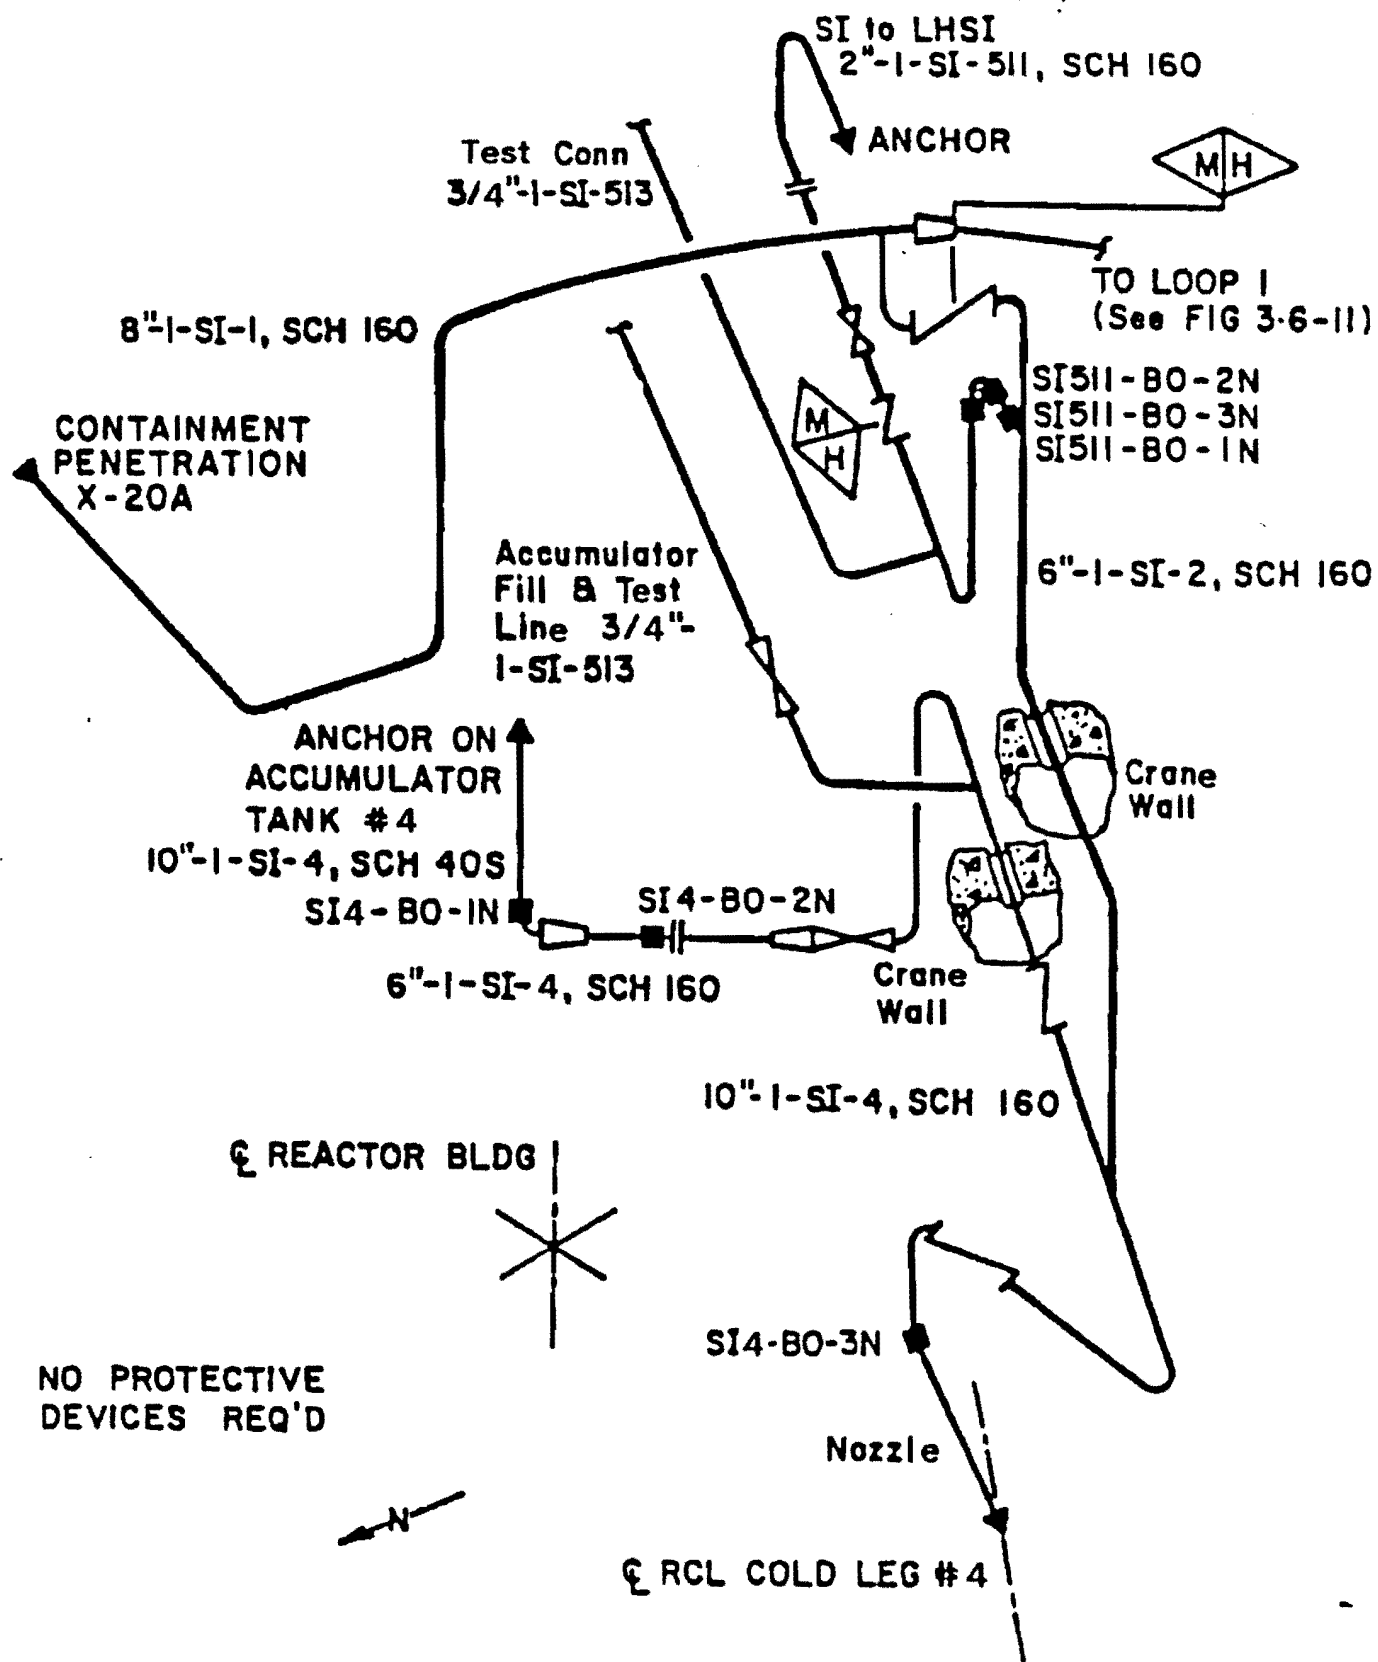 SI to LHSI
2"-1-SI-511, SCH 160
ANCHOR
M H
Test Conn
3/4"-1-SI-513
TO LOOP 1
(See FIG 3.6-11)
8"-1-SI-1, SCH 160
SI511-BO-2N
SI511-BO-3N
SI511-BO-1N
M
H
CONTAINMENT
PENETRATION
X-20A
Accumulator
Fill & Test
Line 3/4"-
1-SI-513
6"-1-SI-2, SCH 160
ANCHOR ON
ACCUMULATOR
TANK #4
10"-1-SI-4, SCH 40S
Crane
Wall
SI4-BO-1N
SI4-BO-2N
6"-1-SI-4, SCH 160
Crane
Wall
10"-1-SI-4, SCH 160
℄ REACTOR BLDG
SI4-BO-3N
NO PROTECTIVE
DEVICES REQ'D
Nozzle
N
℄ RCL COLD LEG #4